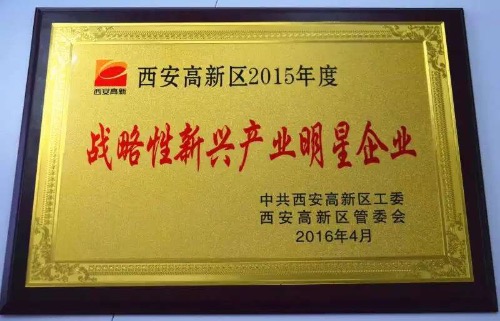 西安高新
西安高新区2015年度
战略性新兴产业明星企业
中共西安高新区工委
西安高新区管委会
2016年4月